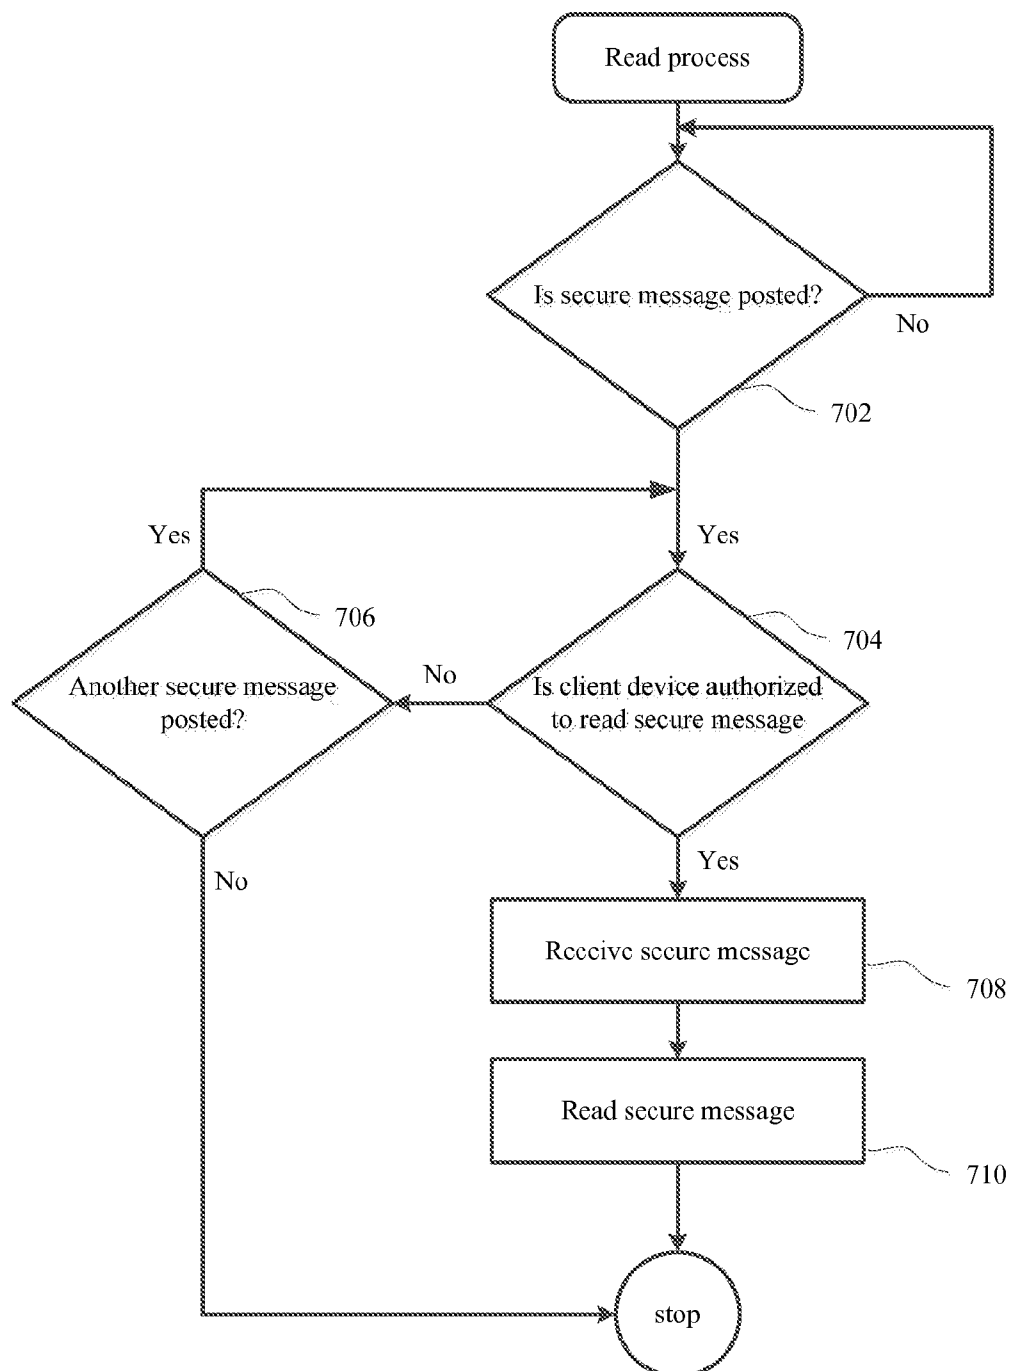 Read process
Is secure message posted?
No
702
Yes
Yes
706
704
No
Another secure message
posted?
Is client device authorized
to read secure message
Yes
No
Receive secure message
708
Read secure message
710
stop